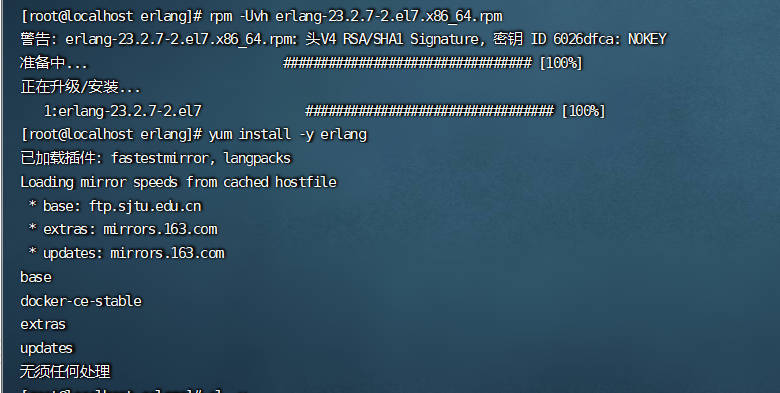 [root@localhost erlang]# rpm -Uvh erlang-23.2.7-2.el7.x86_64.rpm
警告: erlang-23.2.7-2.el7.x86_64.rpm: 头V4 RSA/SHA1 Signature, 密钥 ID 6026dfca: NOKEY
准备中... ################################# [100%]
正在升级/安装...
1:erlang-23.2.7-2.el7 ################################# [100%]
[root@localhost erlang]# yum install -y erlang
已加载插件: fastestmirror, langpacks
Loading mirror speeds from cached hostfile
* base: ftp.sjtu.edu.cn
* extras: mirrors.163.com
* updates: mirrors.163.com
base
docker-ce-stable
extras
updates
无须任何处理